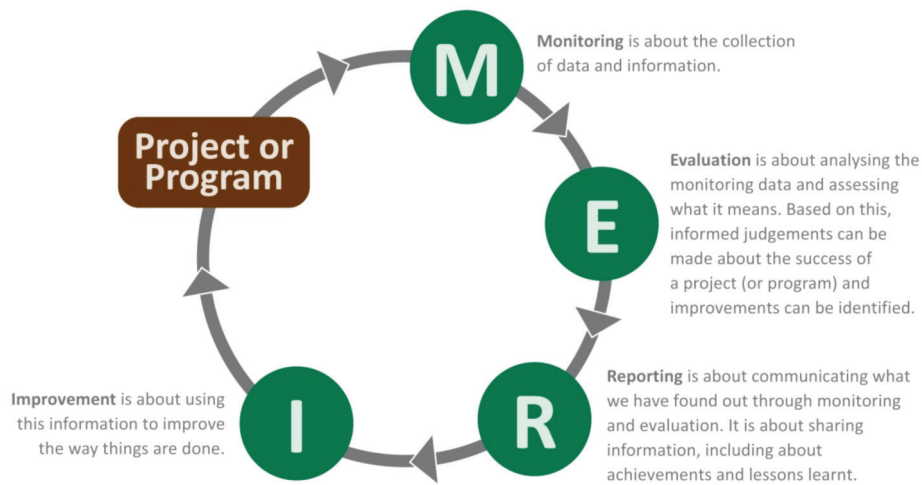 M
Monitoring is about the collection
of data and information.
Project or
Program
E
Evaluation is about analysing the
monitoring data and assessing
what it means. Based on this,
informed judgements can be
made about the success of
a project (or program) and
improvements can be identified.
R
Reporting is about communicating what
we have found out through monitoring
and evaluation. It is about sharing
information, including about
achievements and lessons learnt.
I
Improvement is about using
this information to improve
the way things are done.